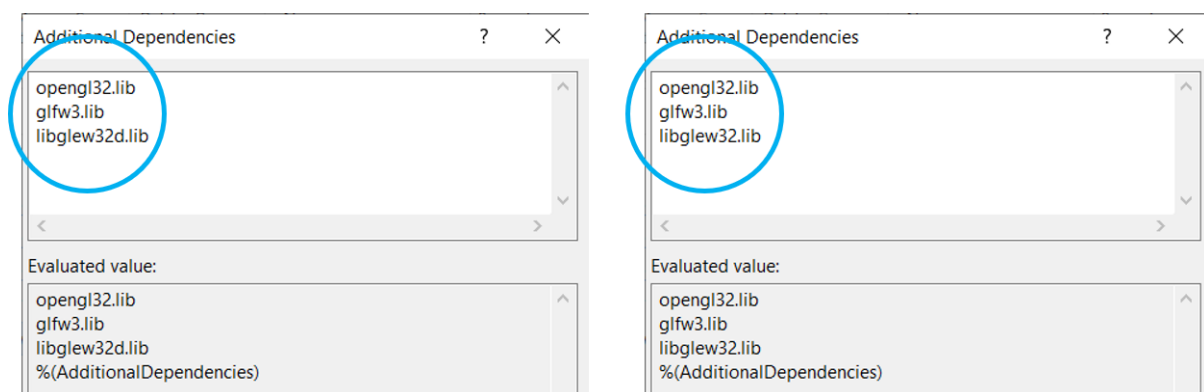 Additional Dependencies ?
opengl32.lib
glfw3.lib
libglew32d.lib
Evaluated value:
opengl32.lib
glfw3.lib
libglew32d.lib
%(AdditionalDependencies)
Additional Dependencies ?
opengl32.lib
glfw3.lib
libglew32.lib
Evaluated value:
opengl32.lib
glfw3.lib
libglew32.lib
%(AdditionalDependencies)